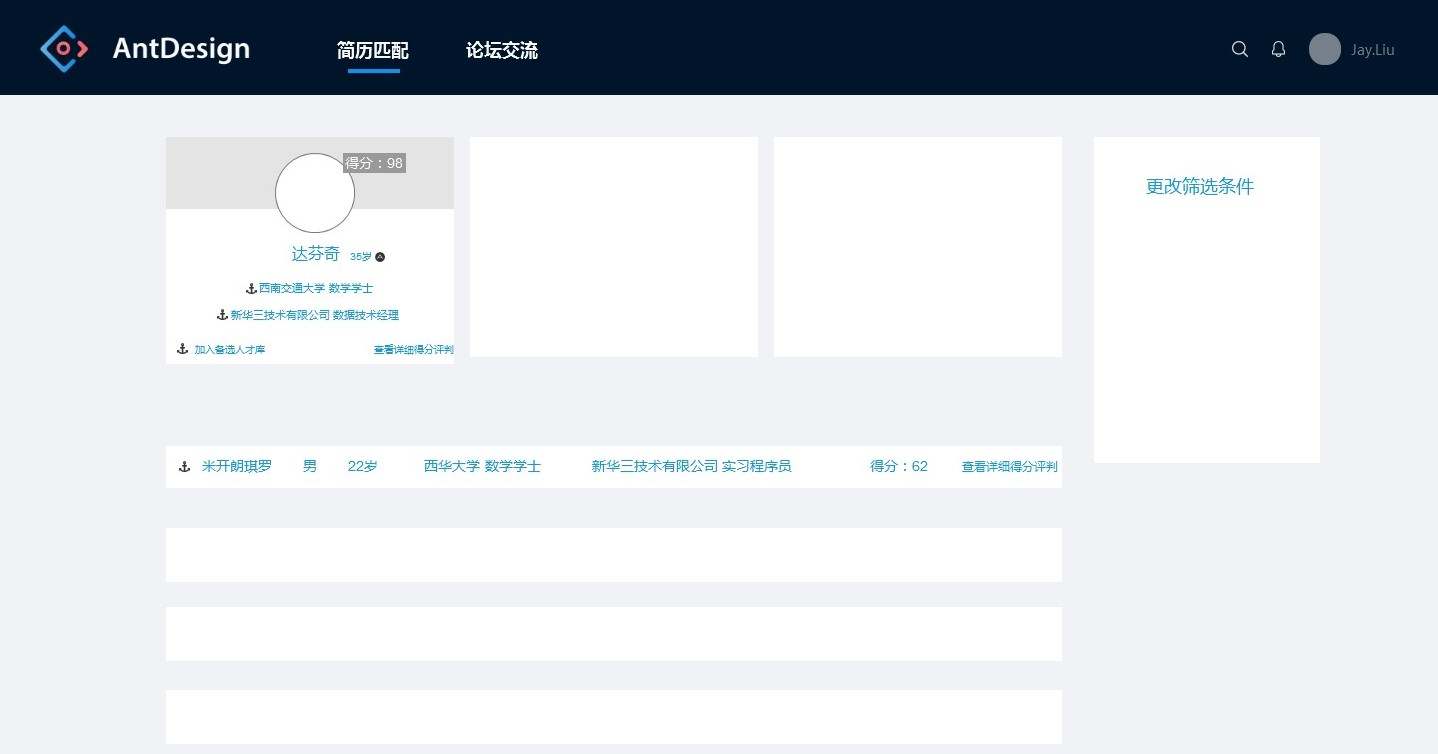 AntDesign 简历匹配 论坛交流 Jay.Liu
得分：98
更改筛选条件
达芬奇 35岁
西南交通大学 数学学士
新华三技术有限公司 数据技术经理
加入备选人才库 查看详细得分评判
米开朗琪罗 男 22岁 西华大学 数学学士 新华三技术有限公司 实习程序员 得分：62 查看详细得分评判